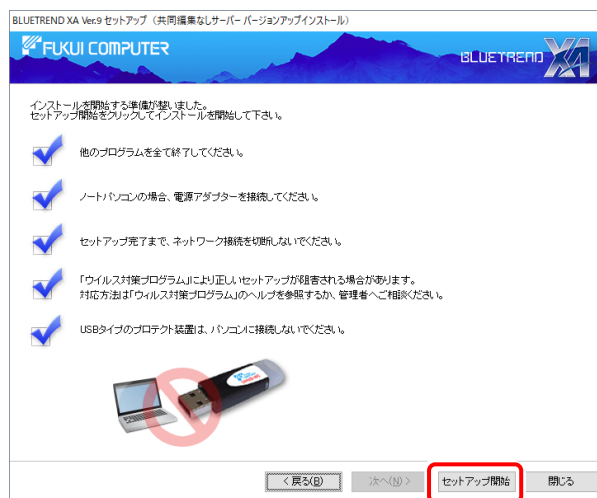 BLUETREND XA Ver.9 セットアップ（共同編集なしサーバー バージョンアップインストール）
FUKUI COMPUTER
BLUETREND XA
インストールを開始する準備が整いました。
セットアップ開始をクリックしてインストールを開始して下さい。
他のプログラムを全て終了してください。
ノートパソコンの場合、電源アダプターを接続してください。
セットアップ完了まで、ネットワーク接続を切断しないでください。
「ウイルス対策プログラム」により正しいセットアップが阻害される場合があります。
対応方法は「ウィルス対策プログラム」のヘルプを参照するか、管理者へご相談ください。
USBタイプのプロテクト装置は、パソコンに接続しないでください。
< 戻る(B) 次へ(N) > セットアップ開始 閉じる